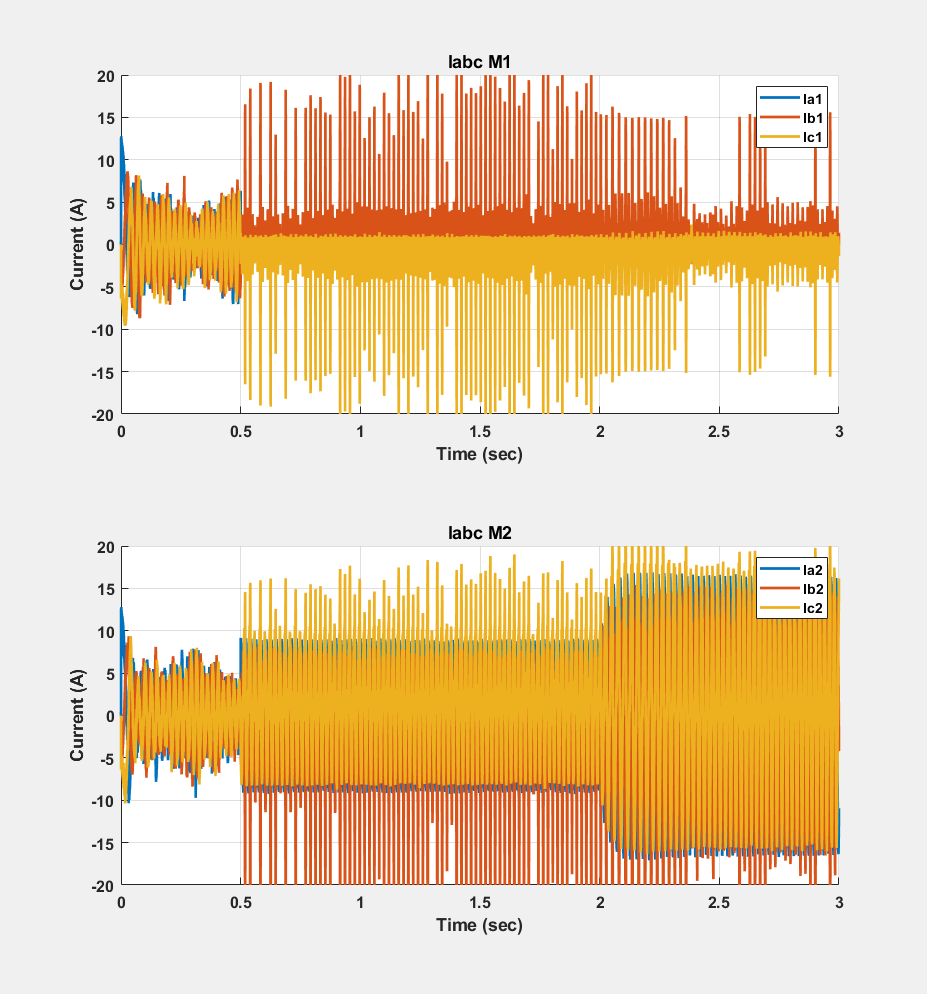 Iabc M1
20
15
10
5
0
-5
-10
-15
-20
Current (A)
Ia1
Ib1
Ic1
0 0.5 1 1.5 2 2.5 3
Time (sec)
Iabc M2
20
15
10
5
0
-5
-10
-15
-20
Current (A)
Ia2
Ib2
Ic2
0 0.5 1 1.5 2 2.5 3
Time (sec)